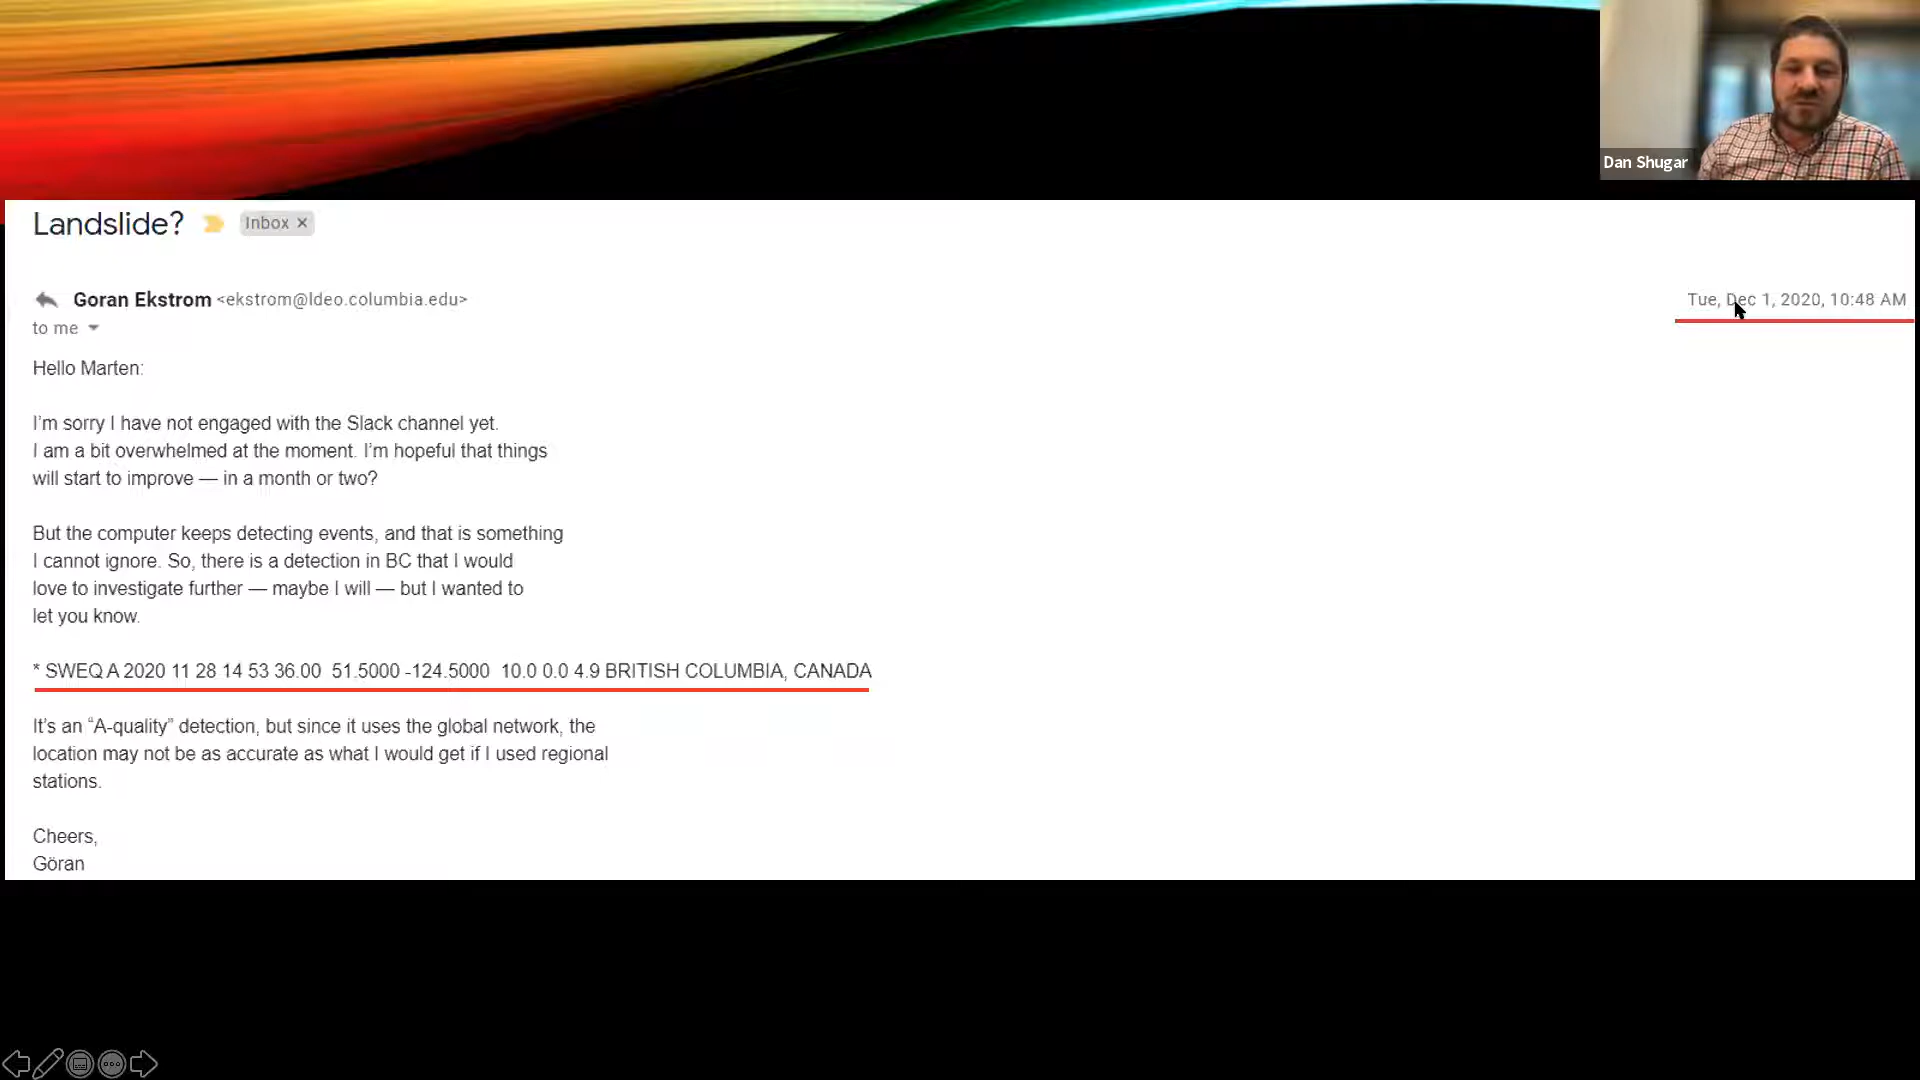 Dan Shugar
Landslide? Inbox ×
Goran Ekstrom <ekstrom@ldeo.columbia.edu> Tue, Dec 1, 2020, 10:48 AM
to me
Hello Marten:
I'm sorry I have not engaged with the Slack channel yet.
I am a bit overwhelmed at the moment. I'm hopeful that things
will start to improve — in a month or two?
But the computer keeps detecting events, and that is something
I cannot ignore. So, there is a detection in BC that I would
love to investigate further — maybe I will — but I wanted to
let you know.
* SWEQ A 2020 11 28 14 53 36.00 51.5000 -124.5000 10.0 0.0 4.9 BRITISH COLUMBIA, CANADA
It's an “A-quality” detection, but since it uses the global network, the
location may not be as accurate as what I would get if I used regional
stations.
Cheers,
Göran